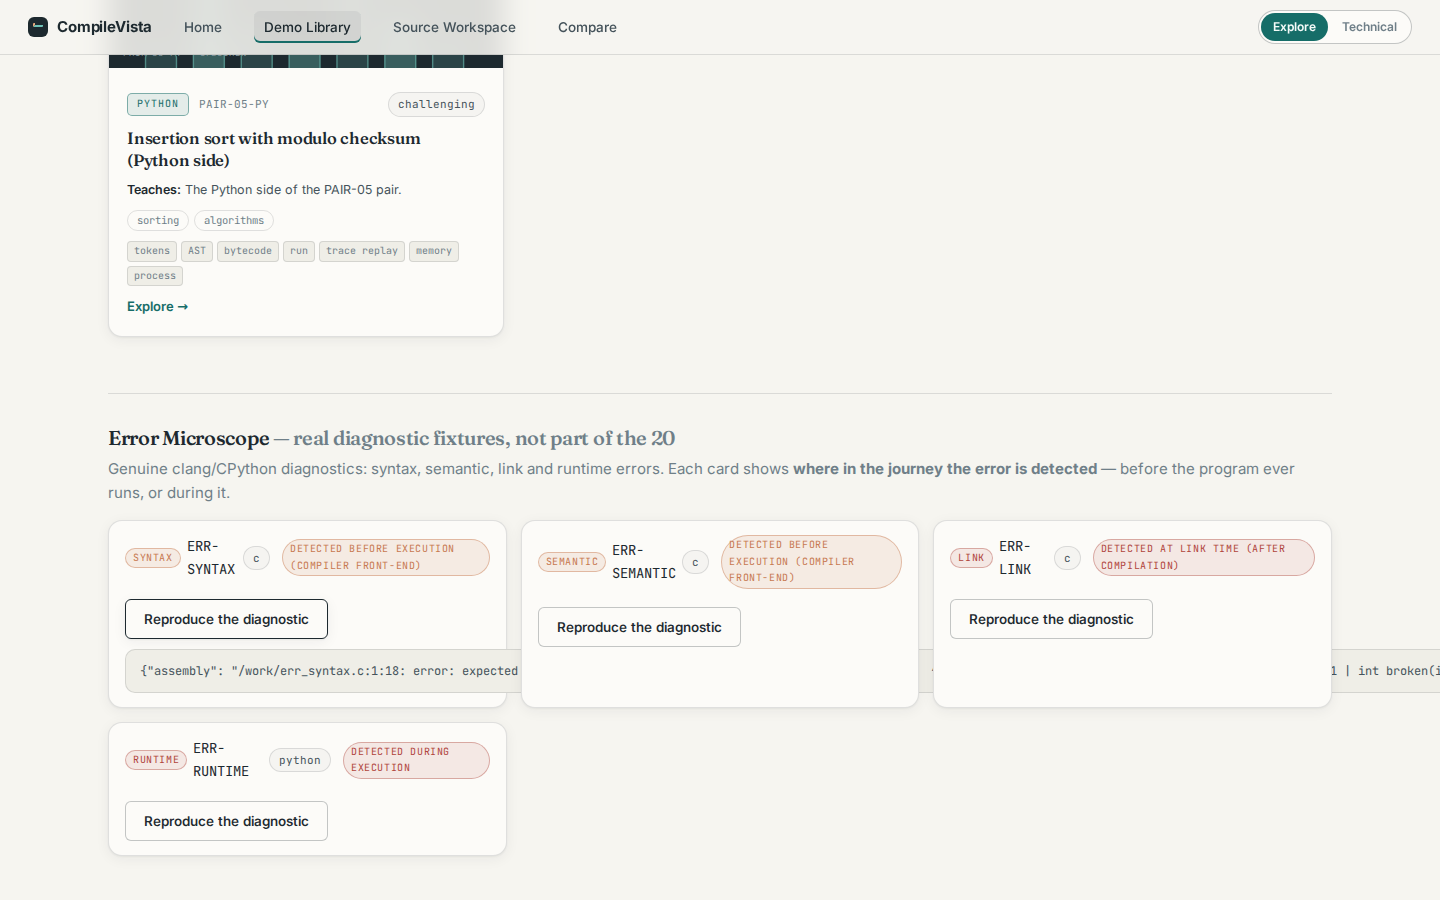 CompileVista
Home
Demo Library
Source Workspace
Compare
Explore
Technical
PYTHON
PAIR-05-PY
challenging
Insertion sort with modulo checksum
(Python side)
Teaches: The Python side of the PAIR-05 pair.
sorting
algorithms
tokens
AST
bytecode
run
trace replay
memory
process
Explore →
Error Microscope — real diagnostic fixtures, not part of the 20
Genuine clang/CPython diagnostics: syntax, semantic, link and runtime errors. Each card shows where in the journey the error is detected — before the program ever
runs, or during it.
SYNTAX
ERR-
SYNTAX
c
DETECTED BEFORE EXECUTION
(COMPILER FRONT-END)
Reproduce the diagnostic
{"assembly": "/work/err_syntax.c:1:18: error: expected
SEMANTIC
ERR-
SEMANTIC
c
DETECTED BEFORE
EXECUTION (COMPILER
FRONT-END)
Reproduce the diagnostic
LINK
ERR-
LINK
c
DETECTED AT LINK TIME (AFTER
COMPILATION)
Reproduce the diagnostic
1 | int broken(i
RUNTIME
ERR-
RUNTIME
python
DETECTED DURING
EXECUTION
Reproduce the diagnostic